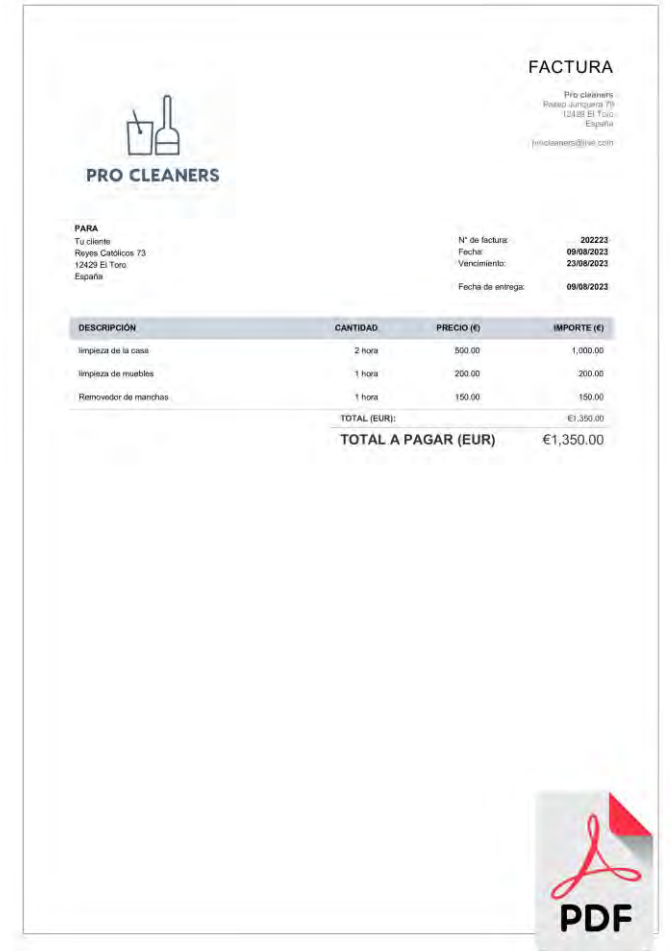 FACTURA
Pro cleaners
Paseo Junquera 79
12429 El Toro
España
procleaners@live.com
PRO CLEANERS
PARA
Tu cliente
Reyes Católicos 73
12429 El Toro
España
N° de factura: 202223
Fecha: 09/08/2023
Vencimiento: 23/08/2023
Fecha de entrega: 09/08/2023
DESCRIPCIÓN CANTIDAD PRECIO (€) IMPORTE (€)
limpieza de la casa 2 hora 500.00 1,000.00
limpieza de muebles 1 hora 200.00 200.00
Removedor de manchas 1 hora 150.00 150.00
TOTAL (EUR): €1,350.00
TOTAL A PAGAR (EUR) €1,350.00
PDF